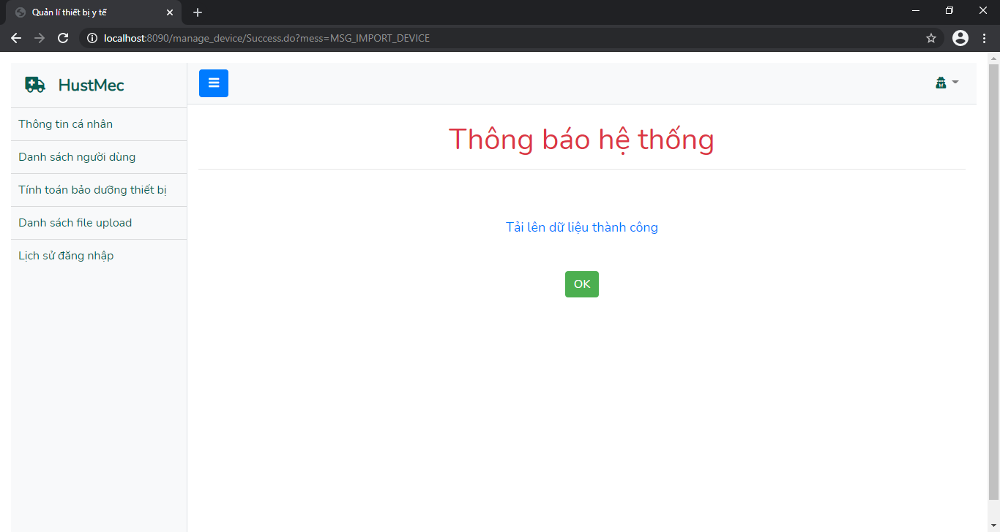 Quản lí thiết bị y tế
localhost:8090/manage_device/Success.do?mess=MSG_IMPORT_DEVICE
HustMec
Thông tin cá nhân
Danh sách người dùng
Tính toán bảo dưỡng thiết bị
Danh sách file upload
Lịch sử đăng nhập
Thông báo hệ thống
Tải lên dữ liệu thành công
OK